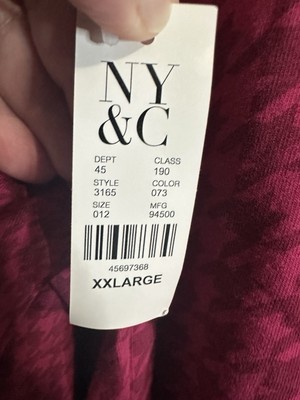 NY
&C
DEPT CLASS
45 190
STYLE COLOR
3165 073
SIZE MFG
012 94500
45697368
XXLARGE